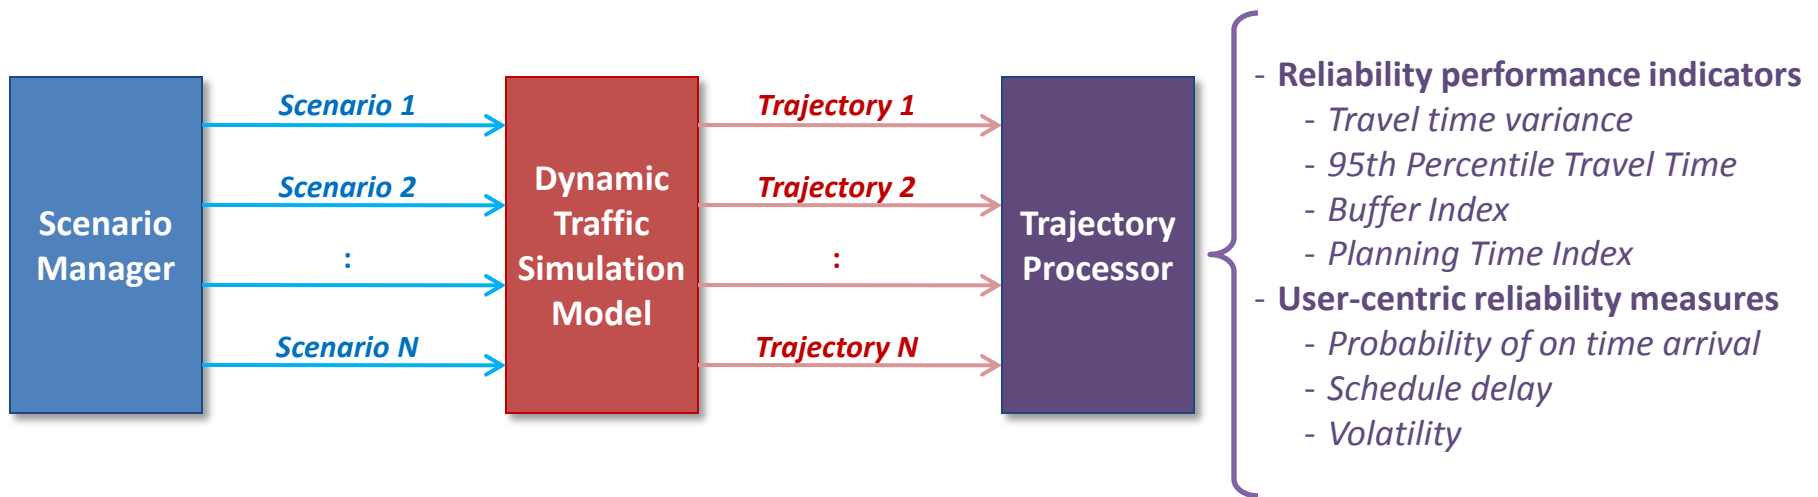 Scenario
Manager
Scenario 1
Scenario 2
:
Scenario N
Dynamic
Traffic
Simulation
Model
Trajectory 1
Trajectory 2
:
Trajectory N
Trajectory
Processor
- Reliability performance indicators
- Travel time variance
- 95th Percentile Travel Time
- Buffer Index
- Planning Time Index
- User-centric reliability measures
- Probability of on time arrival
- Schedule delay
- Volatility